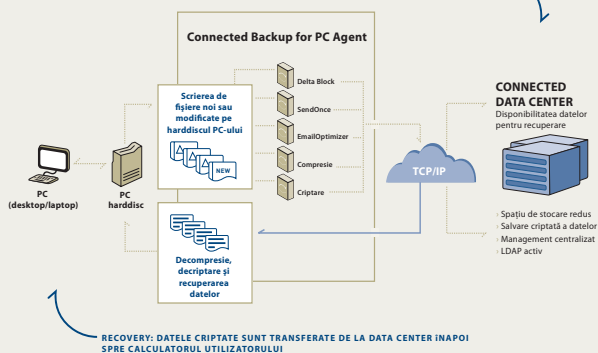 Connected Backup for PC Agent
Scrierea de
fișiere noi sau
modificate pe
harddiscul PC-ului
NEW
Delta Block
SendOnce
EmailOptimizer
Compresie
Criptare
PC
(desktop/laptop)
PC
harddisc
Decompresie,
decriptare și
recuperarea
datelor
TCP/IP
CONNECTED
DATA CENTER
Disponibilitatea datelor
pentru recuperare
› Spațiu de stocare redus
› Salvare criptată a datelor
› Management centralizat
› LDAP activ
RECOVERY: DATELE CRIPTATE SUNT TRANSFERATE DE LA DATA CENTER îNAPOI
SPRE CALCULATORUL UTILIZATORULUI